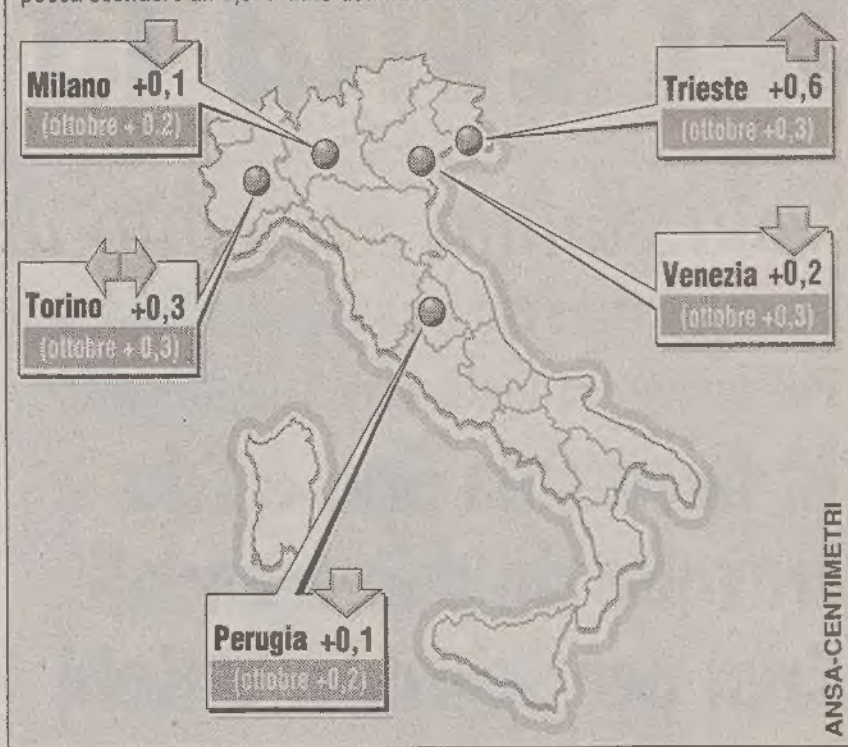 Milano +0,1
(ottobre + 0,2)
Trieste +0,6
(ottobre +0,3)
Torino +0,3
(ottobre + 0,3)
Venezia +0,2
(ottobre +0,3)
Perugia +0,1
(ottobre +0,2)
ANSA-CENTIMETRI